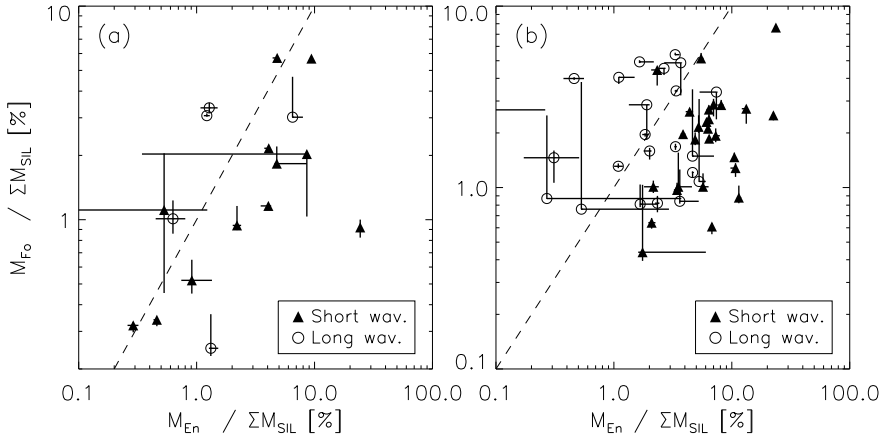 (a)
10
1
M_Fo / ΣM_SIL [%]
0.1 1.0 10.0 100.0
M_En / ΣM_SIL [%]
▲ Short wav.
○ Long wav.
(b)
10.0
1.0
0.1
0.1 1.0 10.0 100.0
M_En / ΣM_SIL [%]
▲ Short wav.
○ Long wav.